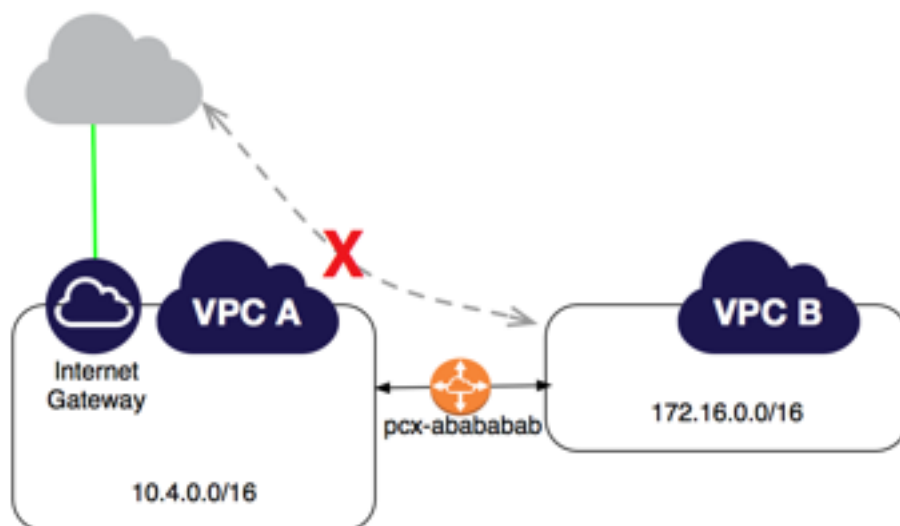 X
VPC A
VPC B
Internet
Gateway
pcx-abababab
172.16.0.0/16
10.4.0.0/16